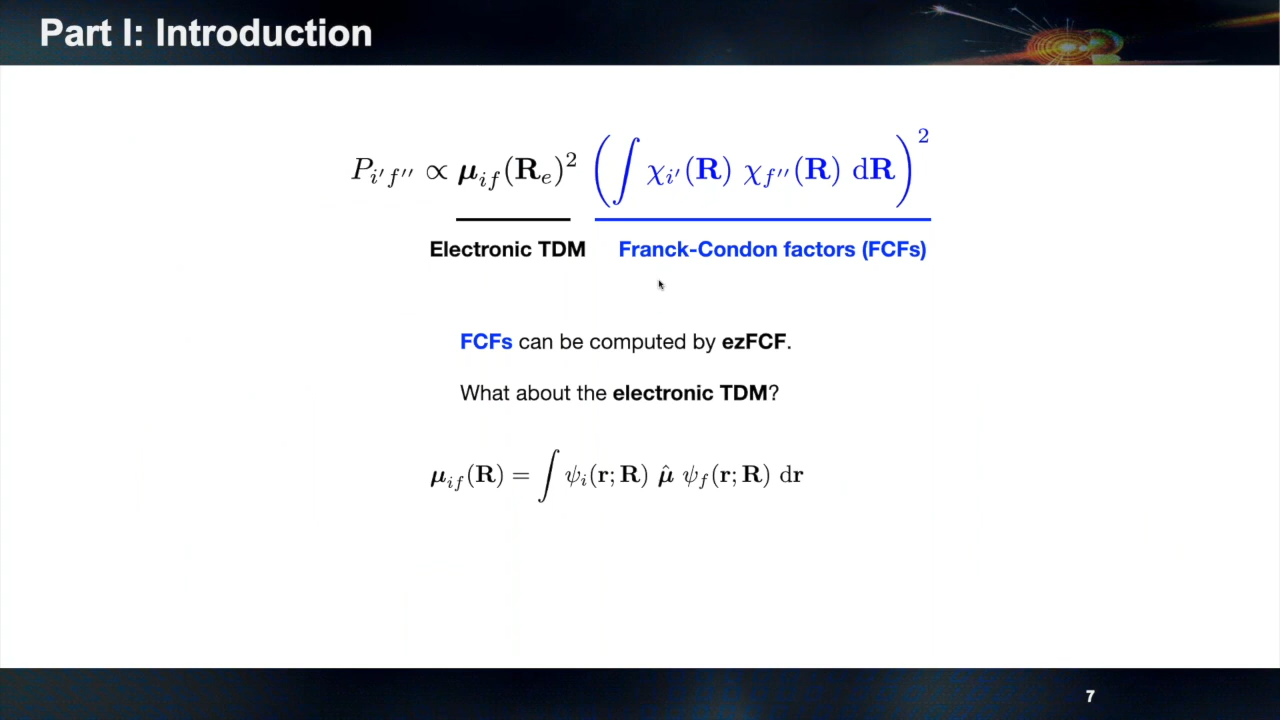 Part I: Introduction
P_{i′f″} ∝ μ_{if}(R_e)² (∫ χ_{i′}(R) χ_{f″}(R) dR)²
Electronic TDM Franck-Condon factors (FCFs)
FCFs can be computed by ezFCF.
What about the electronic TDM?
μ_{if}(R) = ∫ ψ_i(r; R) μ̂ ψ_f(r; R) dr
7